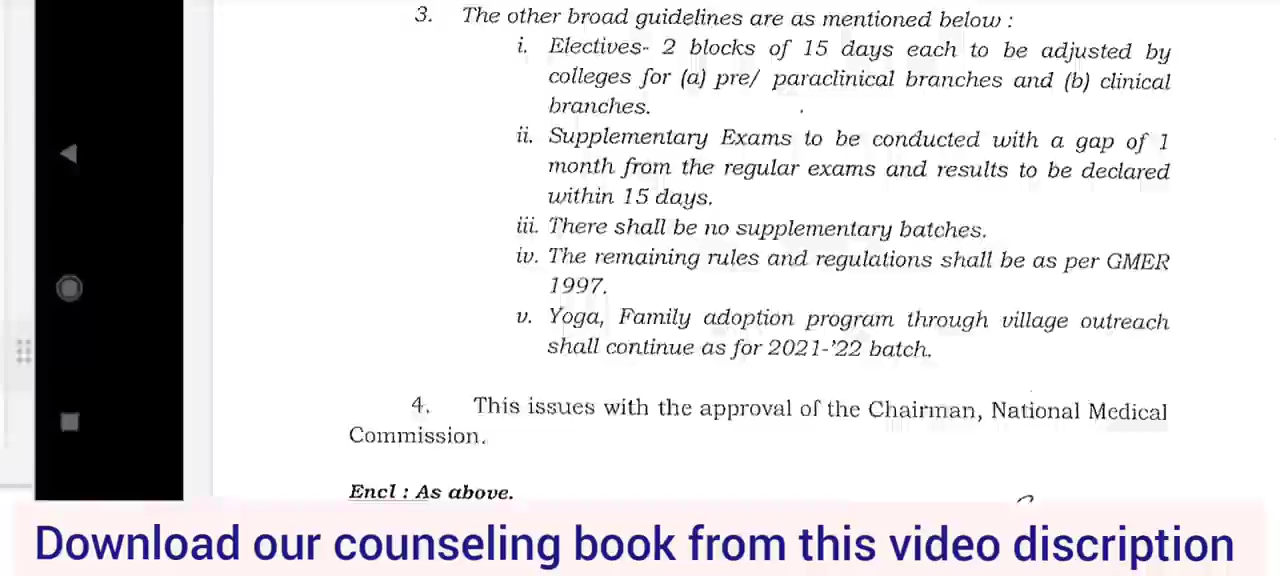 3. The other broad guidelines are as mentioned below :
i. Electives- 2 blocks of 15 days each to be adjusted by
colleges for (a) pre/ paraclinical branches and (b) clinical
branches.
ii. Supplementary Exams to be conducted with a gap of 1
month from the regular exams and results to be declared
within 15 days.
iii. There shall be no supplementary batches.
iv. The remaining rules and regulations shall be as per GMER
1997.
v. Yoga, Family adoption program through village outreach
shall continue as for 2021-'22 batch.
4. This issues with the approval of the Chairman, National Medical
Commission.
Encl : As above.
Download our counseling book from this video discription